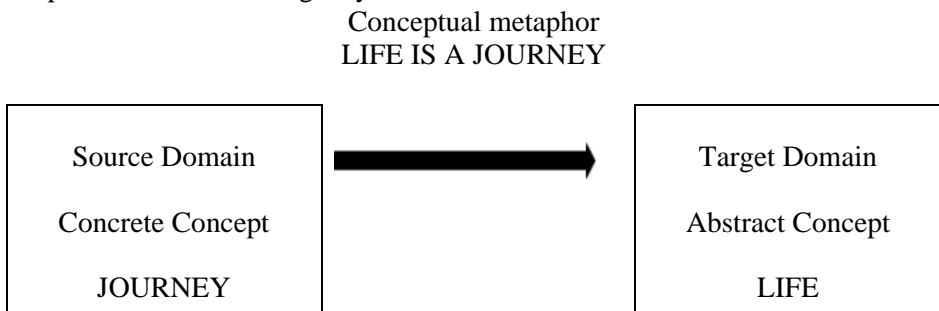 Conceptual metaphor
LIFE IS A JOURNEY
Source Domain
Target Domain
Concrete Concept
Abstract Concept
JOURNEY
LIFE